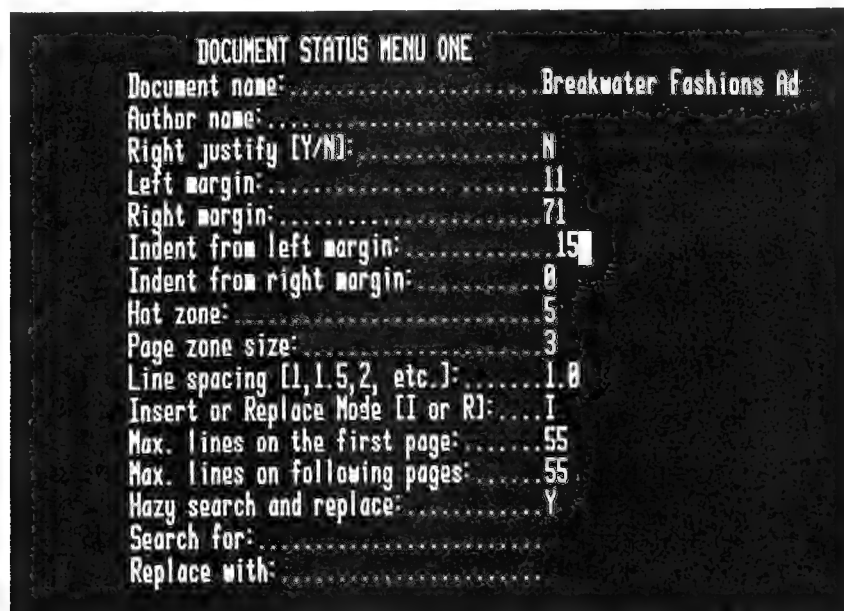 DOCUMENT STATUS MENU ONE
Document name:..........................Breakwater Fashions Ad
Author name:............................
Right justify [Y/N]:....................N
Left margin:............................11
Right margin:...........................71
Indent from left margin:.............15
Indent from right margin:............0
Hot zone:...............................5
Page zone size:.........................3
Line spacing [1,1.5,2, etc.]:.......1.0
Insert or Replace Mode [I or R]:....I
Max. lines on the first page:.......55
Max. lines on following pages:......55
Hazy search and replace:............Y
Search for:.............................
Replace with:...........................